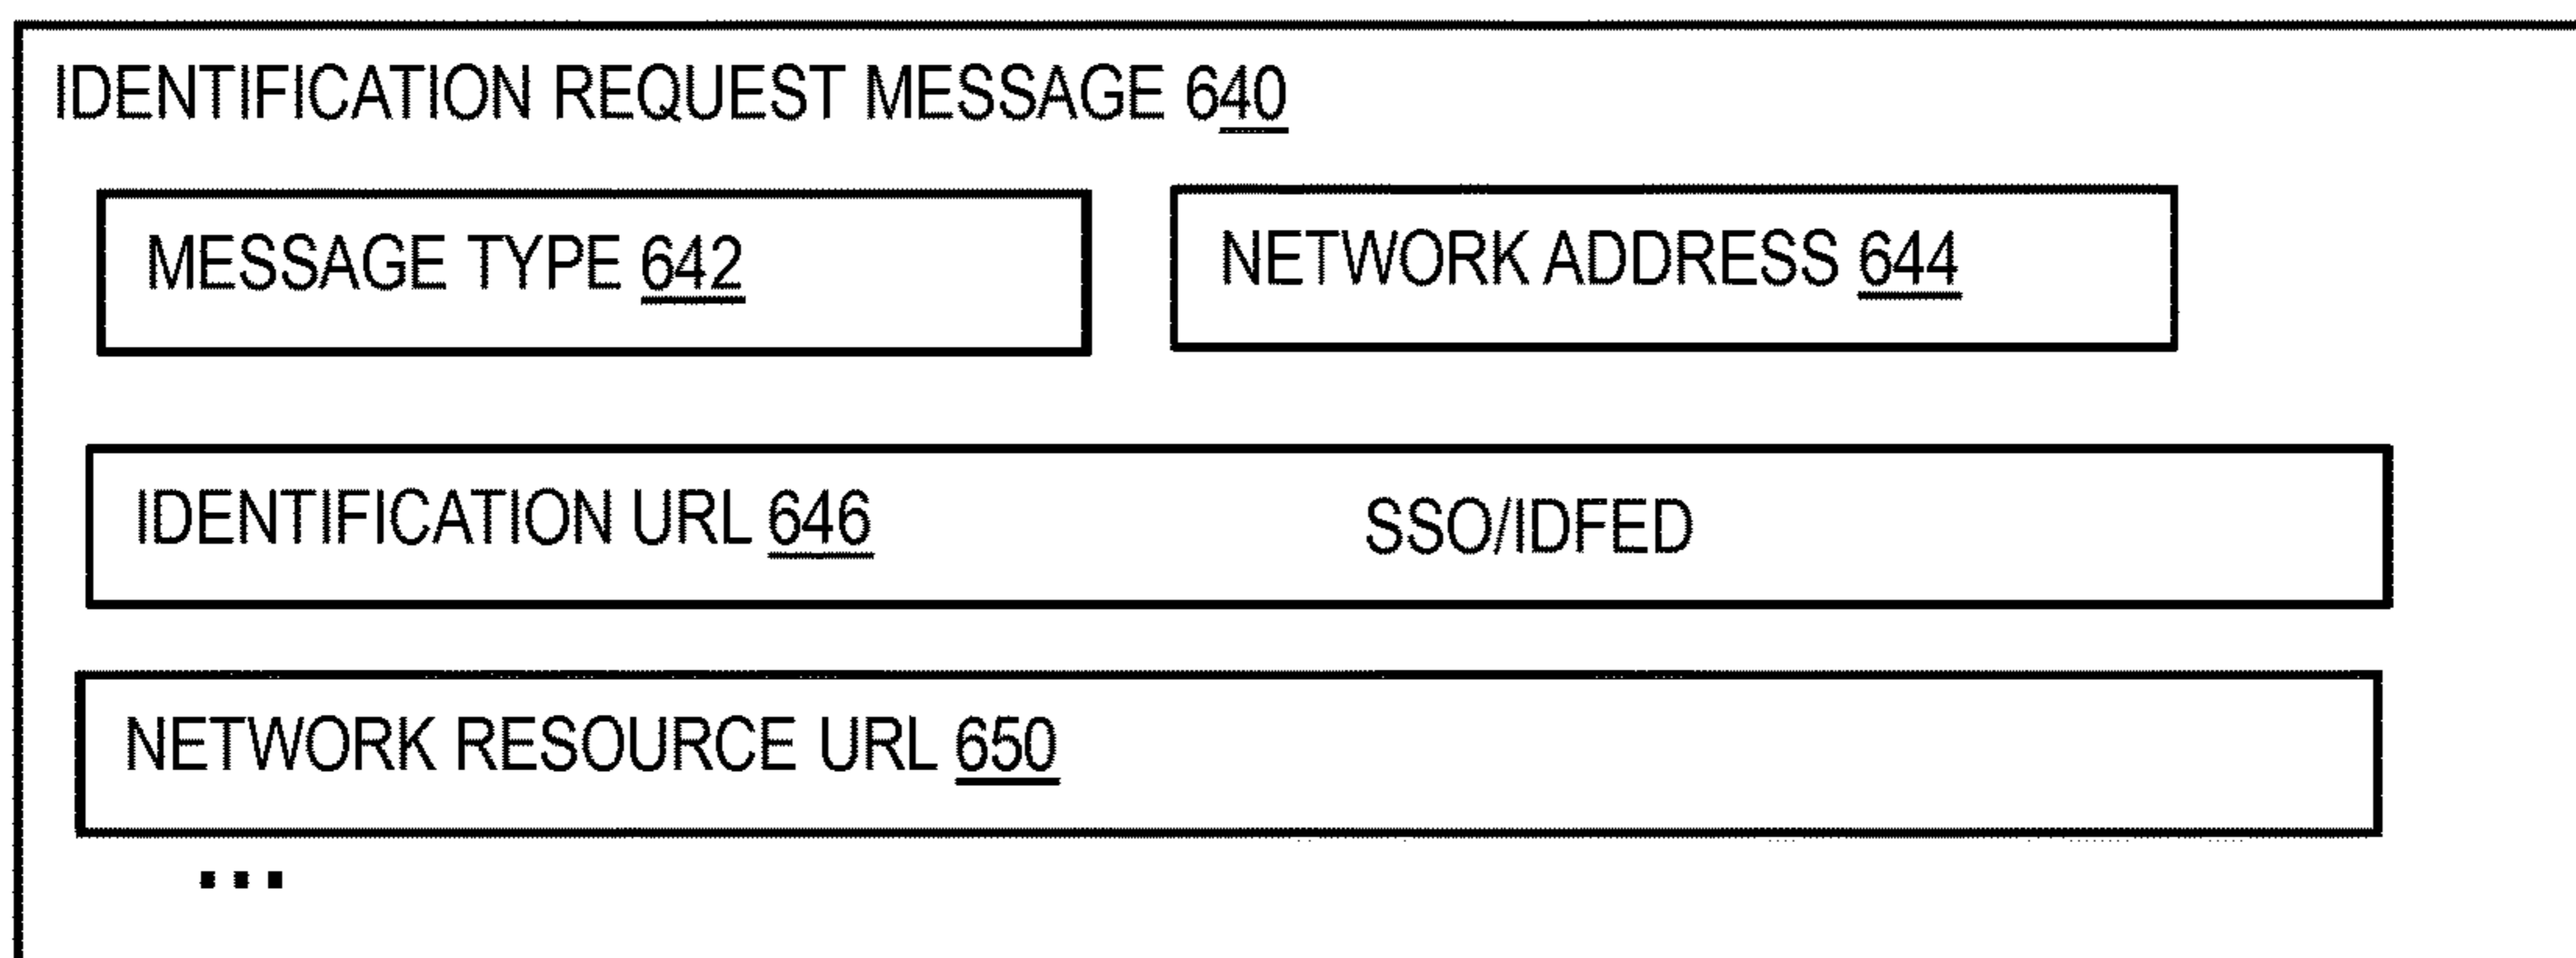 IDENTIFICATION REQUEST MESSAGE 640
MESSAGE TYPE 642
NETWORK ADDRESS 644
IDENTIFICATION URL 646 SSO/IDFED
NETWORK RESOURCE URL 650
...